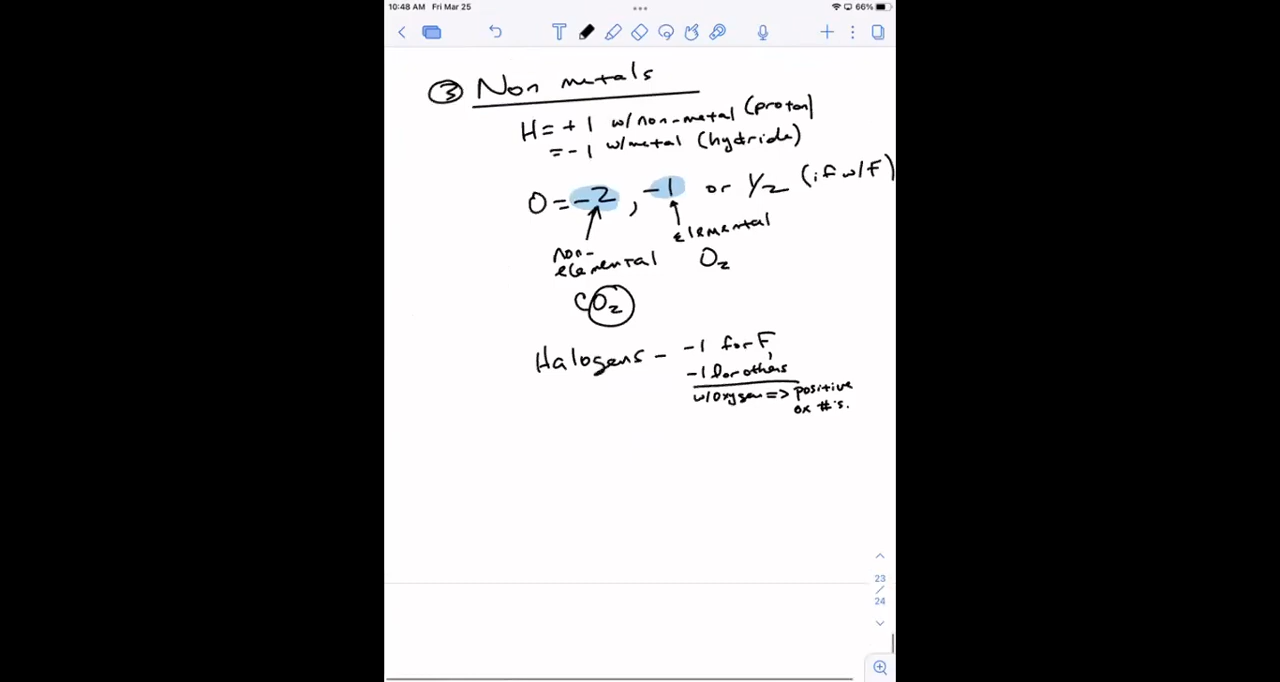 10:48 AM Fri Mar 25
66%
③ Non metals
H = +1 w/non-metal (proton)
= -1 w/metal (hydride)
O = -2, -1 or 1/2 (if w/F)
non-elemental
elemental
O₂
CO₂
Halogens - -1 for F,
-1 for others
w/oxygen => positive
ox #'s.
23
/
24